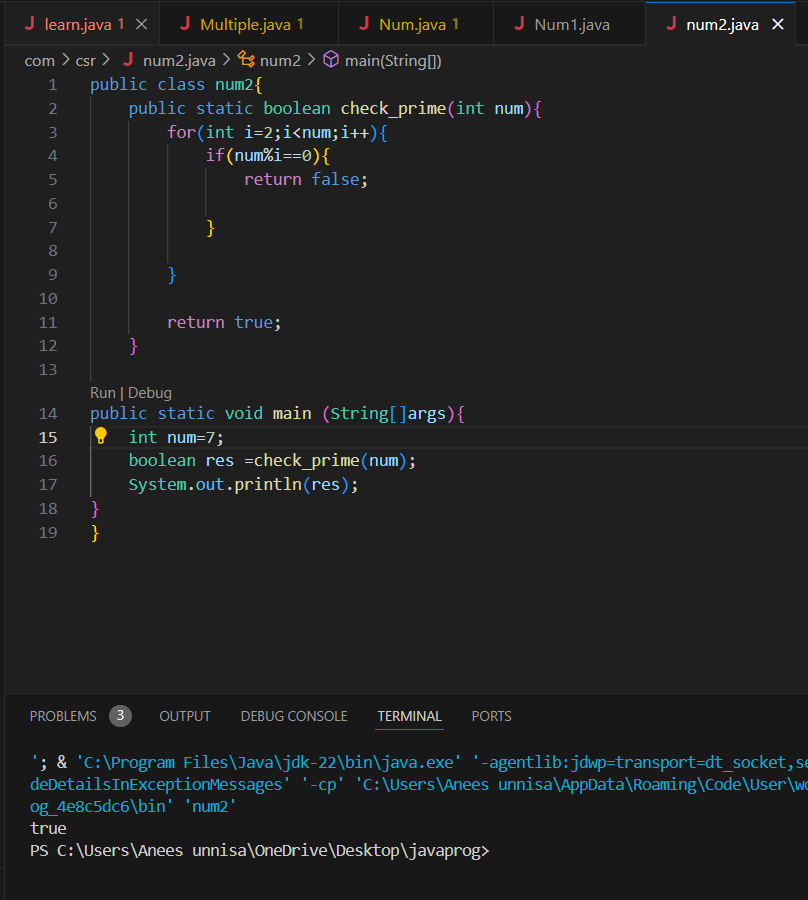 learn.java 1 Multiple.java 1 Num.java 1 Num1.java num2.java
com > csr > num2.java > num2 > main(String[])
1 public class num2{
2 public static boolean check_prime(int num){
3 for(int i=2;i<num;i++){
4 if(num%i==0){
5 return false;
6
7 }
8
9 }
10
11 return true;
12 }
13
Run | Debug
14 public static void main (String[]args){
15 int num=7;
16 boolean res =check_prime(num);
17 System.out.println(res);
18 }
19 }
PROBLEMS 3 OUTPUT DEBUG CONSOLE TERMINAL PORTS
'; & 'C:\Program Files\Java\jdk-22\bin\java.exe' '-agentlib:jdwp=transport=dt_socket,se
deDetailsInExceptionMessages' '-cp' 'C:\Users\Anees unnisa\AppData\Roaming\Code\User\wo
og_4e8c5dc6\bin' 'num2'
true
PS C:\Users\Anees unnisa\OneDrive\Desktop\javaprog>